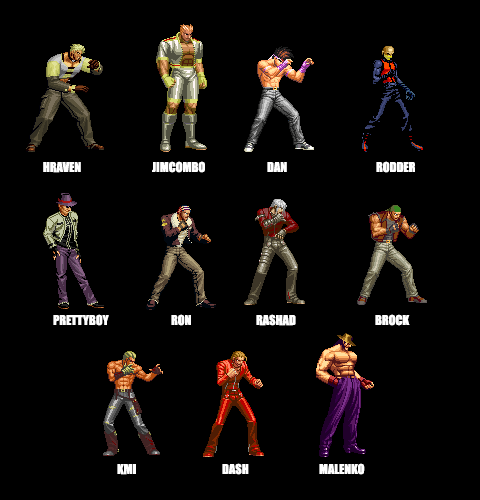 HRAVEN JIMCOMBO DAN RODDER
PRETTYBOY RON RASHAD BROCK
KMI DASH MALENKO